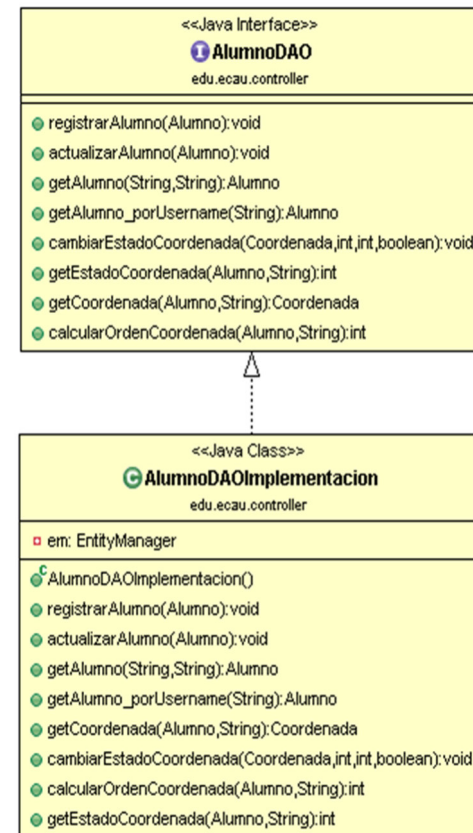 <<Java Interface>>
I AlumnoDAO
edu.ecau.controller
registrarAlumno(Alumno):void
actualizarAlumno(Alumno):void
getAlumno(String,String):Alumno
getAlumno_porUsername(String):Alumno
cambiarEstadoCoordenada(Coordenada,int,int,boolean):void
getEstadoCoordenada(Alumno,String):int
getCoordenada(Alumno,String):Coordenada
calcularOrdenCoordenada(Alumno,String):int
<<Java Class>>
C AlumnoDAOImplementacion
edu.ecau.controller
em: EntityManager
C AlumnoDAOImplementacion()
registrarAlumno(Alumno):void
actualizarAlumno(Alumno):void
getAlumno(String,String):Alumno
getAlumno_porUsername(String):Alumno
getCoordenada(Alumno,String):Coordenada
cambiarEstadoCoordenada(Coordenada,int,int,boolean):void
calcularOrdenCoordenada(Alumno,String):int
getEstadoCoordenada(Alumno,String):int